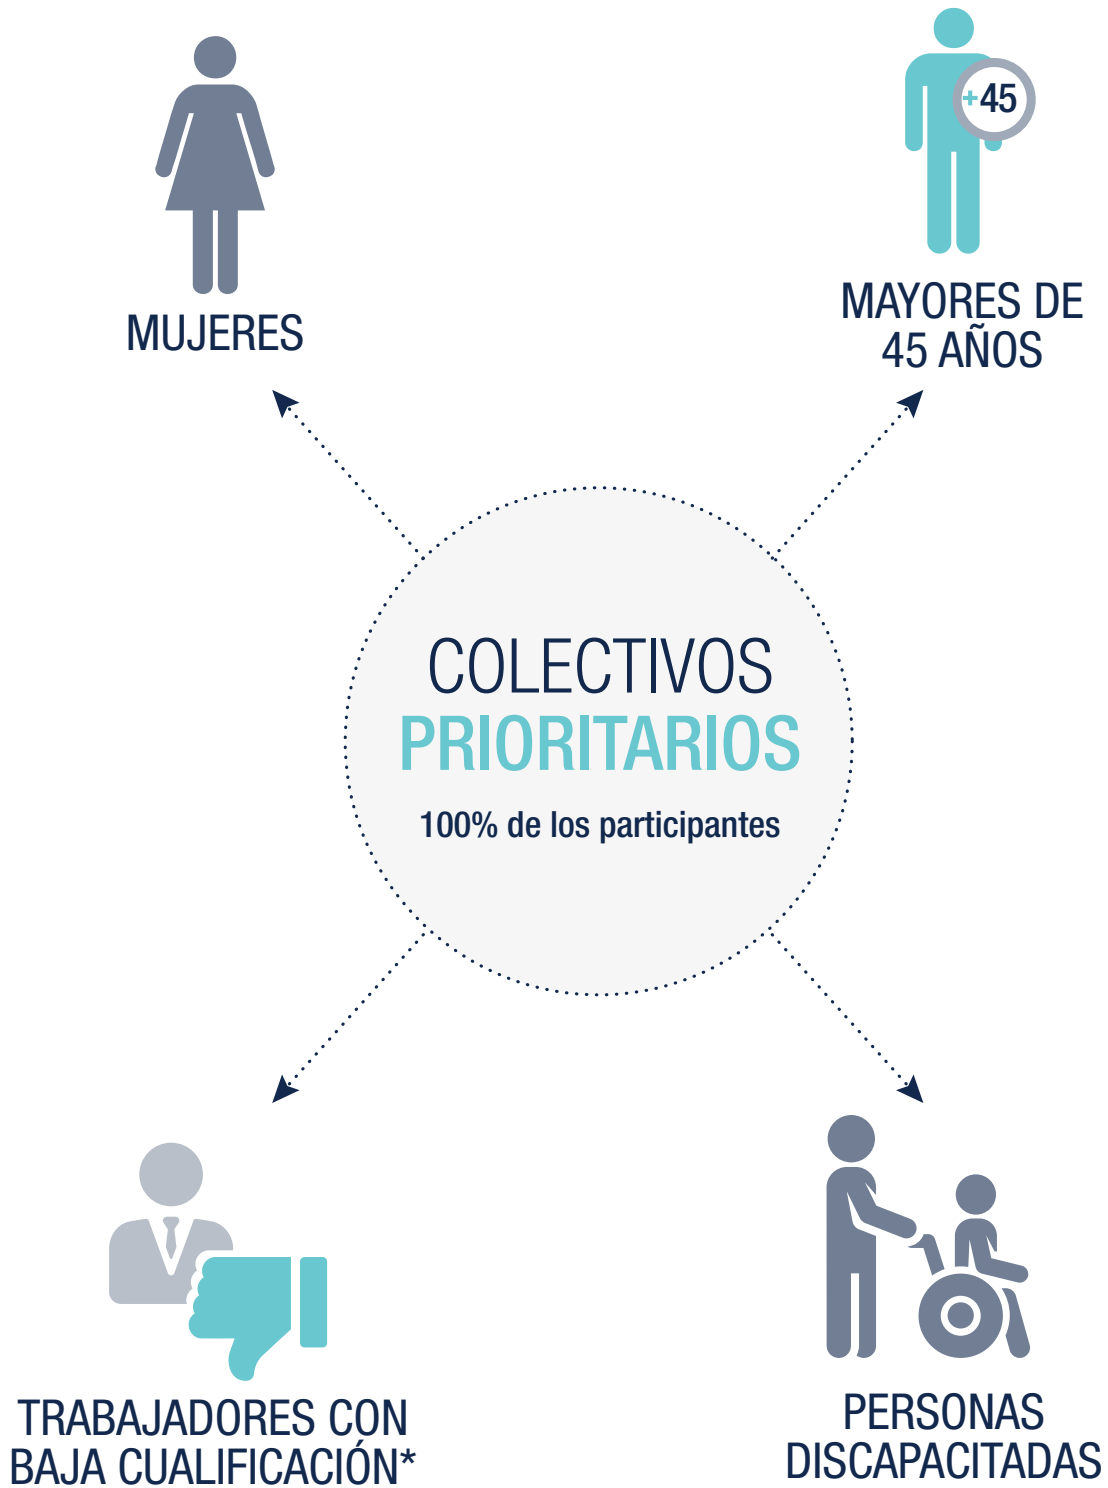 +45
MUJERES
MAYORES DE
45 AÑOS
COLECTIVOS
PRIORITARIOS
100% de los participantes
TRABAJADORES CON
BAJA CUALIFICACIÓN*
PERSONAS
DISCAPACITADAS